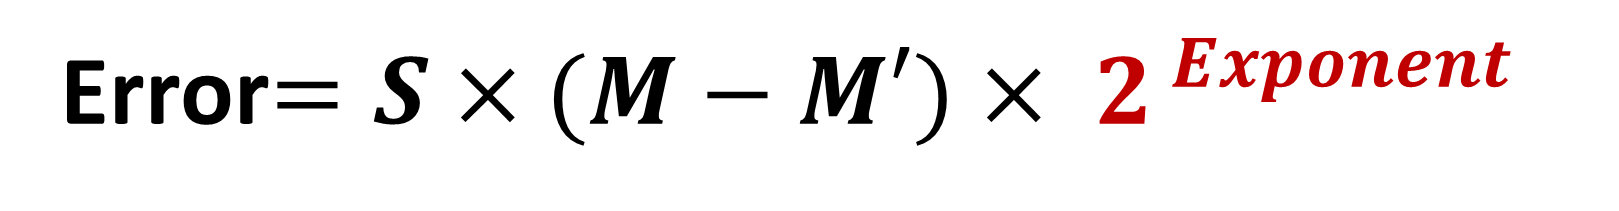 Error= S × (M − M′) × 2^Exponent